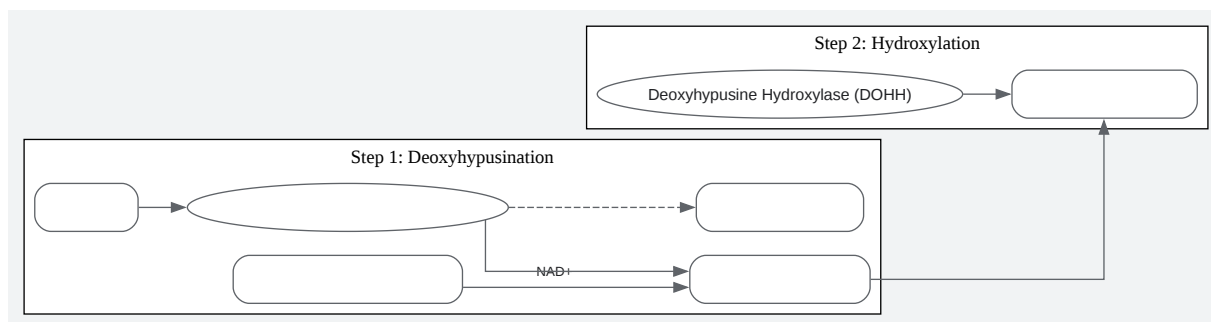 Step 2: Hydroxylation
Deoxyhypusine Hydroxylase (DOHH)
Step 1: Deoxyhypusination
NAD+